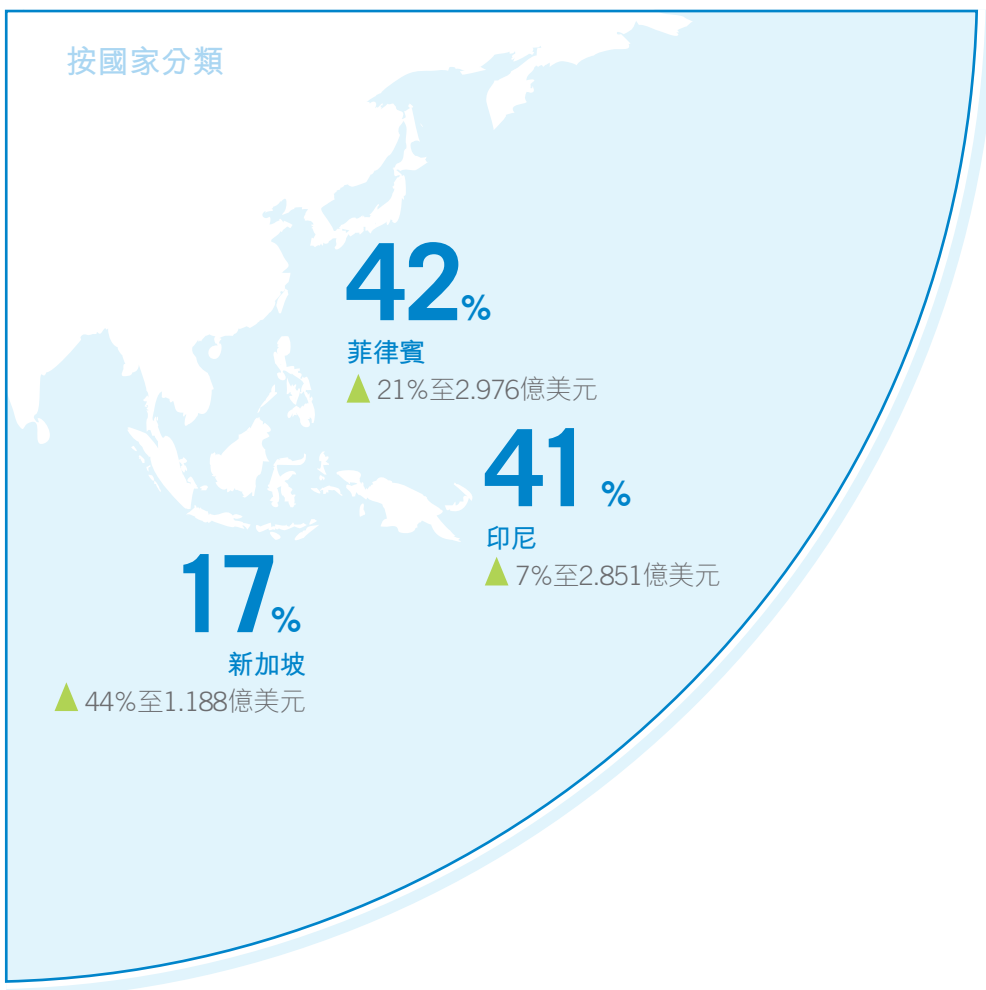 按國家分類
42%
菲律賓
▲ 21%至2.976億美元
41%
印尼
▲ 7%至2.851億美元
17%
新加坡
▲ 44%至1.188億美元